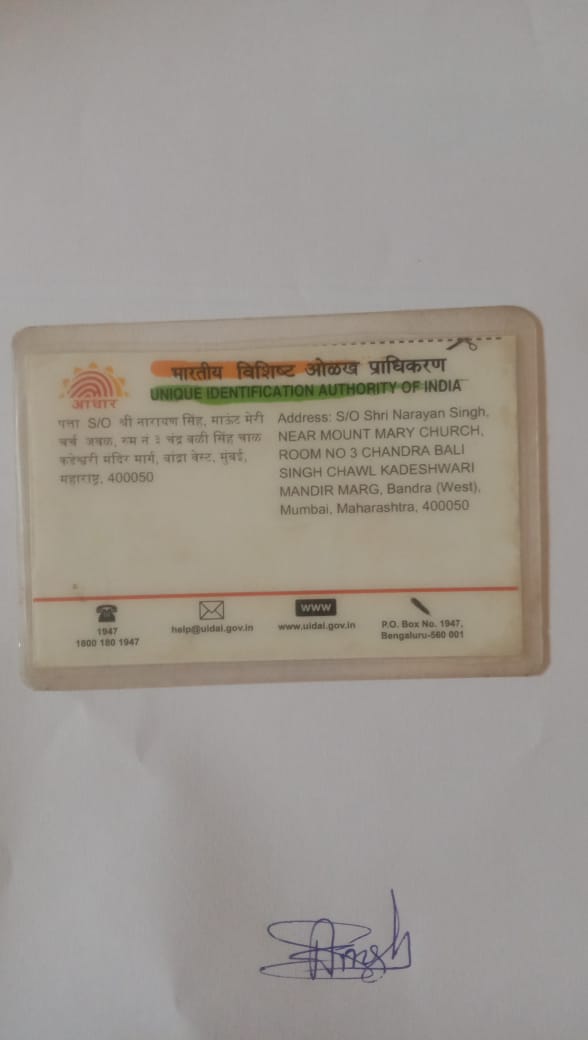 भारतीय विशिष्ट ओळख प्राधिकरण
UNIQUE IDENTIFICATION AUTHORITY OF INDIA
आधार
पत्ता S/O श्री नारायण सिंह, माऊंट मेरी
चर्च जवळ, रूम नं ३ चंद्र बळी सिंह चाळ
कडेश्वरी मंदिर मार्ग, बांद्रा वेस्ट, मुंबई,
महाराष्ट्र, 400050
Address: S/O Shri Narayan Singh,
NEAR MOUNT MARY CHURCH,
ROOM NO 3 CHANDRA BALI
SINGH CHAWL KADESHWARI
MANDIR MARG, Bandra (West),
Mumbai, Maharashtra, 400050
1947
1800 180 1947
help@uidai.gov.in
www
www.uidai.gov.in
P.O. Box No. 1947,
Bengaluru-560 001